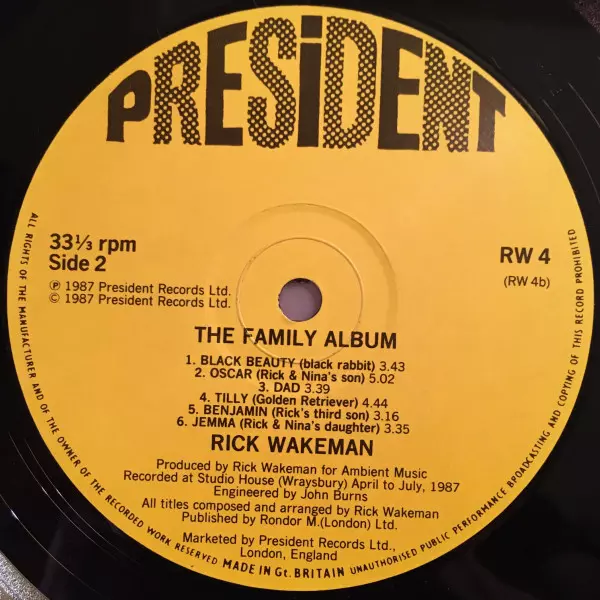 PRESiDENT
33⅓ rpm
Side 2
℗ 1987 President Records Ltd.
© 1987 President Records Ltd.
RW 4
(RW 4b)
THE FAMILY ALBUM
1. BLACK BEAUTY (black rabbit) 3.43
2. OSCAR (Rick & Nina's son) 5.02
3. DAD 3.39
4. TILLY (Golden Retriever) 4.44
5. BENJAMIN (Rick's third son) 3.16
6. JEMMA (Rick & Nina's daughter) 3.35
RICK WAKEMAN
Produced by Rick Wakeman for Ambient Music
Recorded at Studio House (Wraysbury) April to July, 1987
Engineered by John Burns
All titles composed and arranged by Rick Wakeman
Published by Rondor M.(London) Ltd.
Marketed by President Records Ltd.,
London, England
ALL RIGHTS OF THE MANUFACTURER AND OF THE OWNER OF THE RECORDED WORK RESERVED MADE IN Gt. BRITAIN UNAUTHORISED PUBLIC PERFORMANCE BROADCASTING AND COPYING OF THIS RECORD PROHIBITED